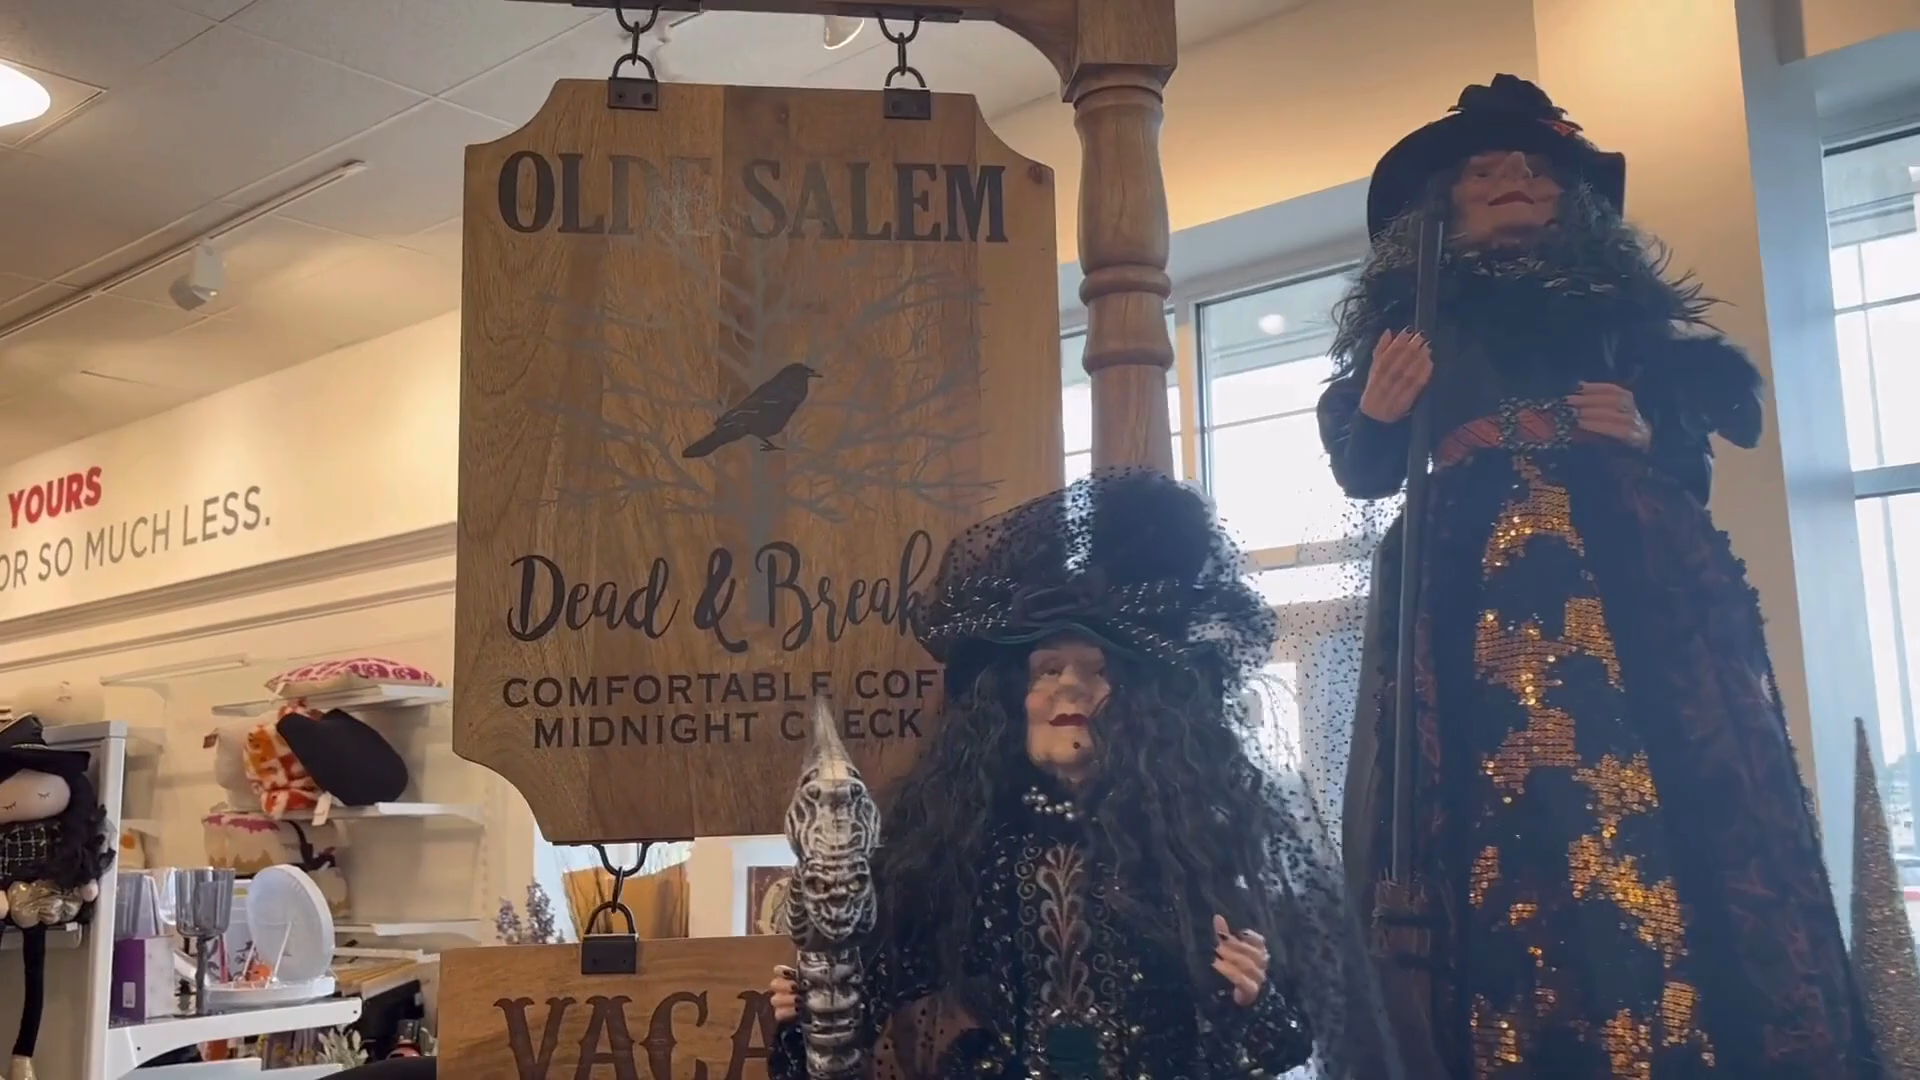 OLDE SALEM
Dead & Break
COMFORTABLE COF
MIDNIGHT CHECK
VACA
YOURS
OR SO MUCH LESS.